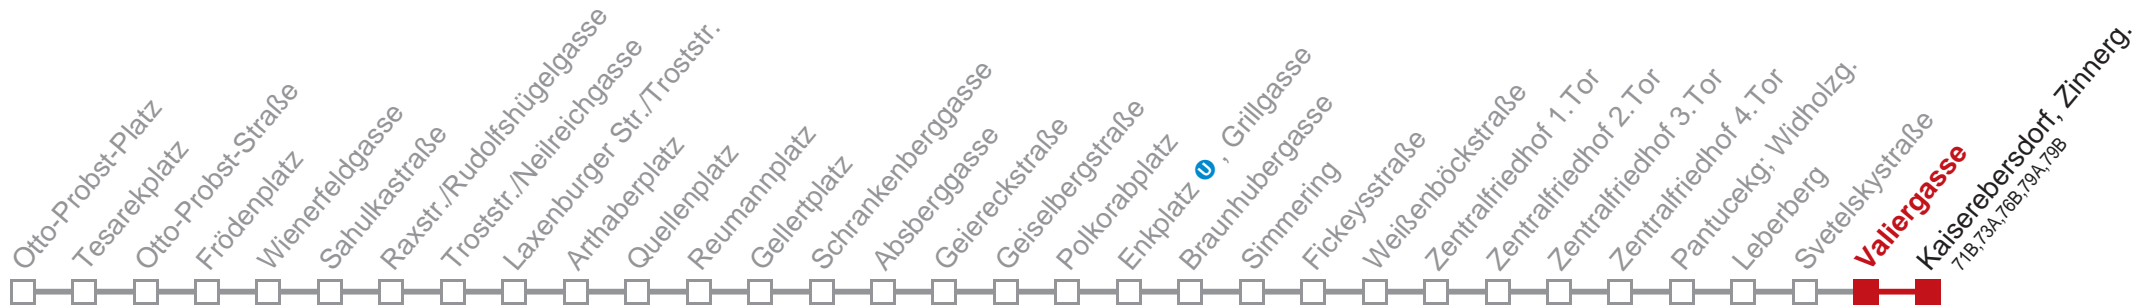 Otto-Probst-Platz
Tesarekplatz
Otto-Probst-Straße
Frödenplatz
Wienerfeldgasse
Sahulkastraße
Raxstr./Rudolfshügelgasse
Troststr./Neilreichgasse
Laxenburger Str./Troststr.
Arthaberplatz
Quellenplatz
Reumannplatz
Gellertplatz
Schrankenberggasse
Absberggasse
Geiereckstraße
Geiselbergstraße
Polkorabplatz
Enkplatz U, Grillgasse
Braunhubergasse
Simmering
Fickeysstraße
Weißenböckstraße
Zentralfriedhof 1.Tor
Zentralfriedhof 2.Tor
Zentralfriedhof 3.Tor
Zentralfriedhof 4.Tor
Pantucekg; Widholzg.
Leberberg
Svetelskystraße
Valiergasse
Kaiserebersdorf, Zinnerg.
71B,73A,76B,79A,79B